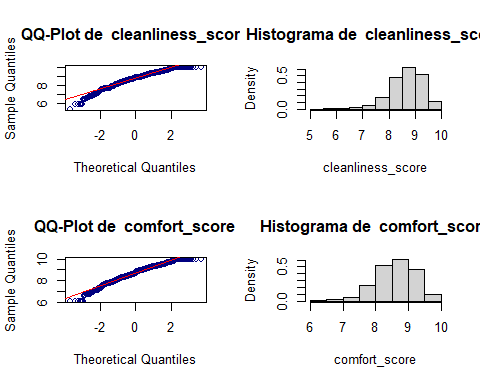 QQ-Plot de  cleanliness_scor
Sample Quantiles
6 8
-2 0 2
Theoretical Quantiles
Histograma de  cleanliness_sco
Density
0.0 0.5
5 6 7 8 9 10
cleanliness_score
QQ-Plot de  comfort_score
Sample Quantiles
6 8 10
-2 0 2
Theoretical Quantiles
Histograma de  comfort_scor
Density
0.0 0.5
6 7 8 9 10
comfort_score